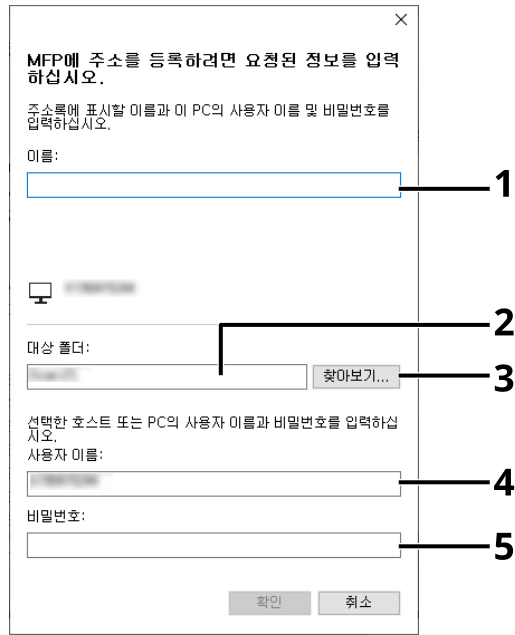 MFP에 주소를 등록하려면 요청된 정보를 입력
하십시오.
주소록에 표시할 이름과 이 PC의 사용자 이름 및 비밀번호를
입력하십시오.
이름:
1
2
대상 폴더:
찾아보기...
3
선택한 호스트 또는 PC의 사용자 이름과 비밀번호를 입력하십
시오.
사용자 이름:
4
비밀번호:
5
확인
취소